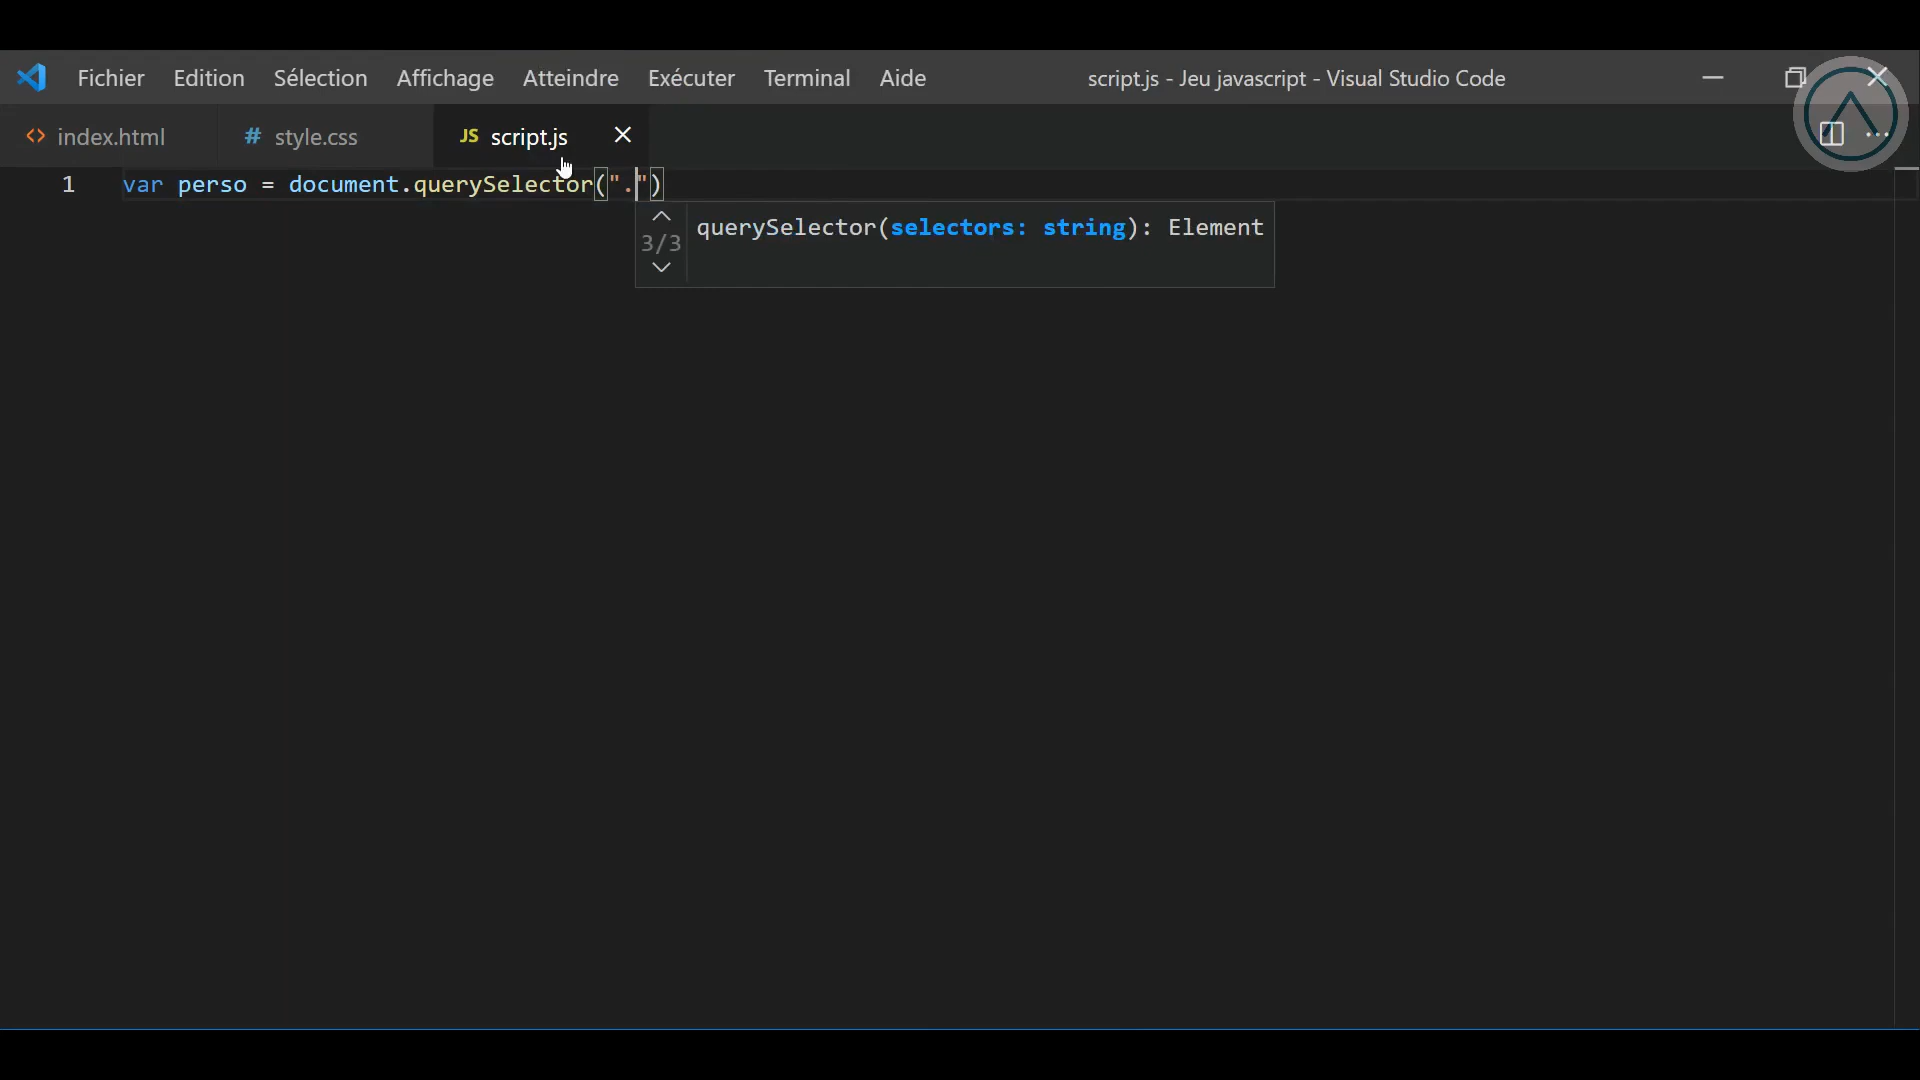 Fichier Edition Sélection Affichage Atteindre Exécuter Terminal Aide script.js - Jeu javascript - Visual Studio Code
<> index.html # style.css JS script.js
1 var perso = document.querySelector(".")
querySelector(selectors: string): Element
3/3